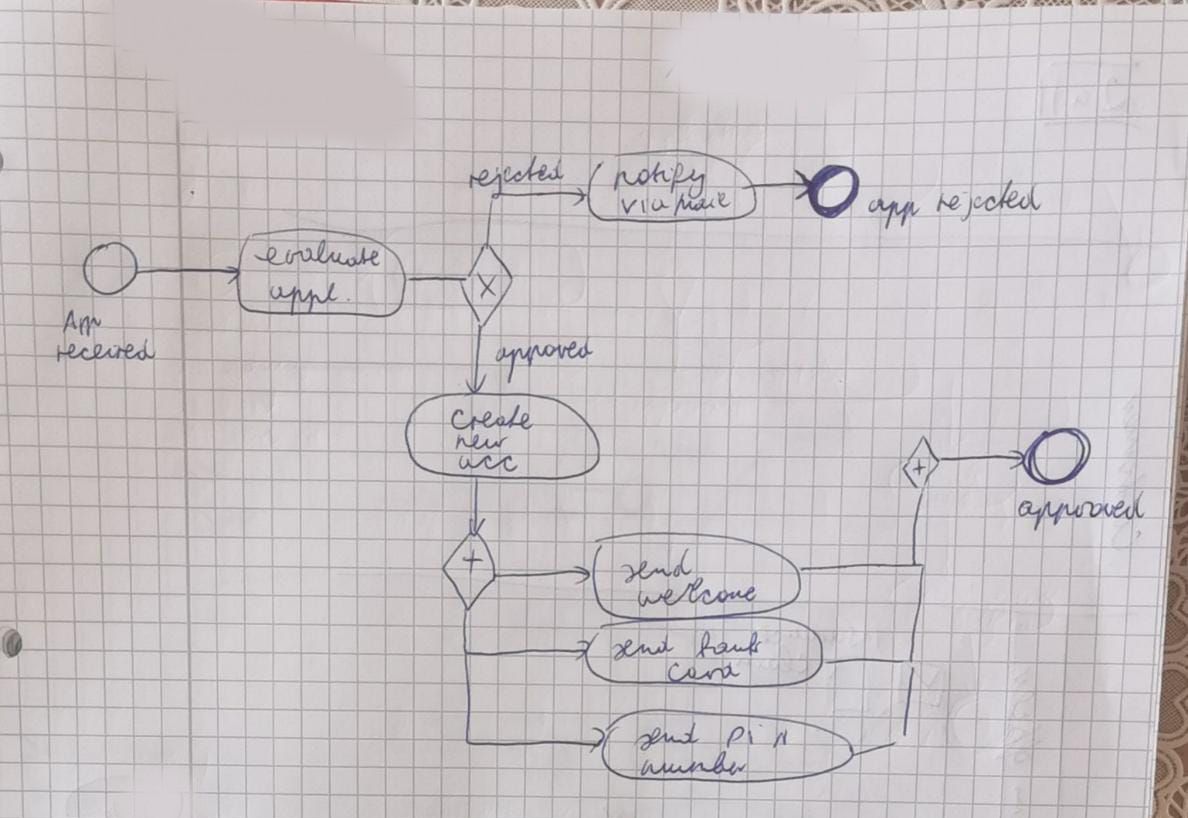 rejected
notify
via mail
app rejected
evaluate
appl.
X
App
received
approved
create
new
acc
+
approved
+
send
welcome
send bank
card
send pin
number